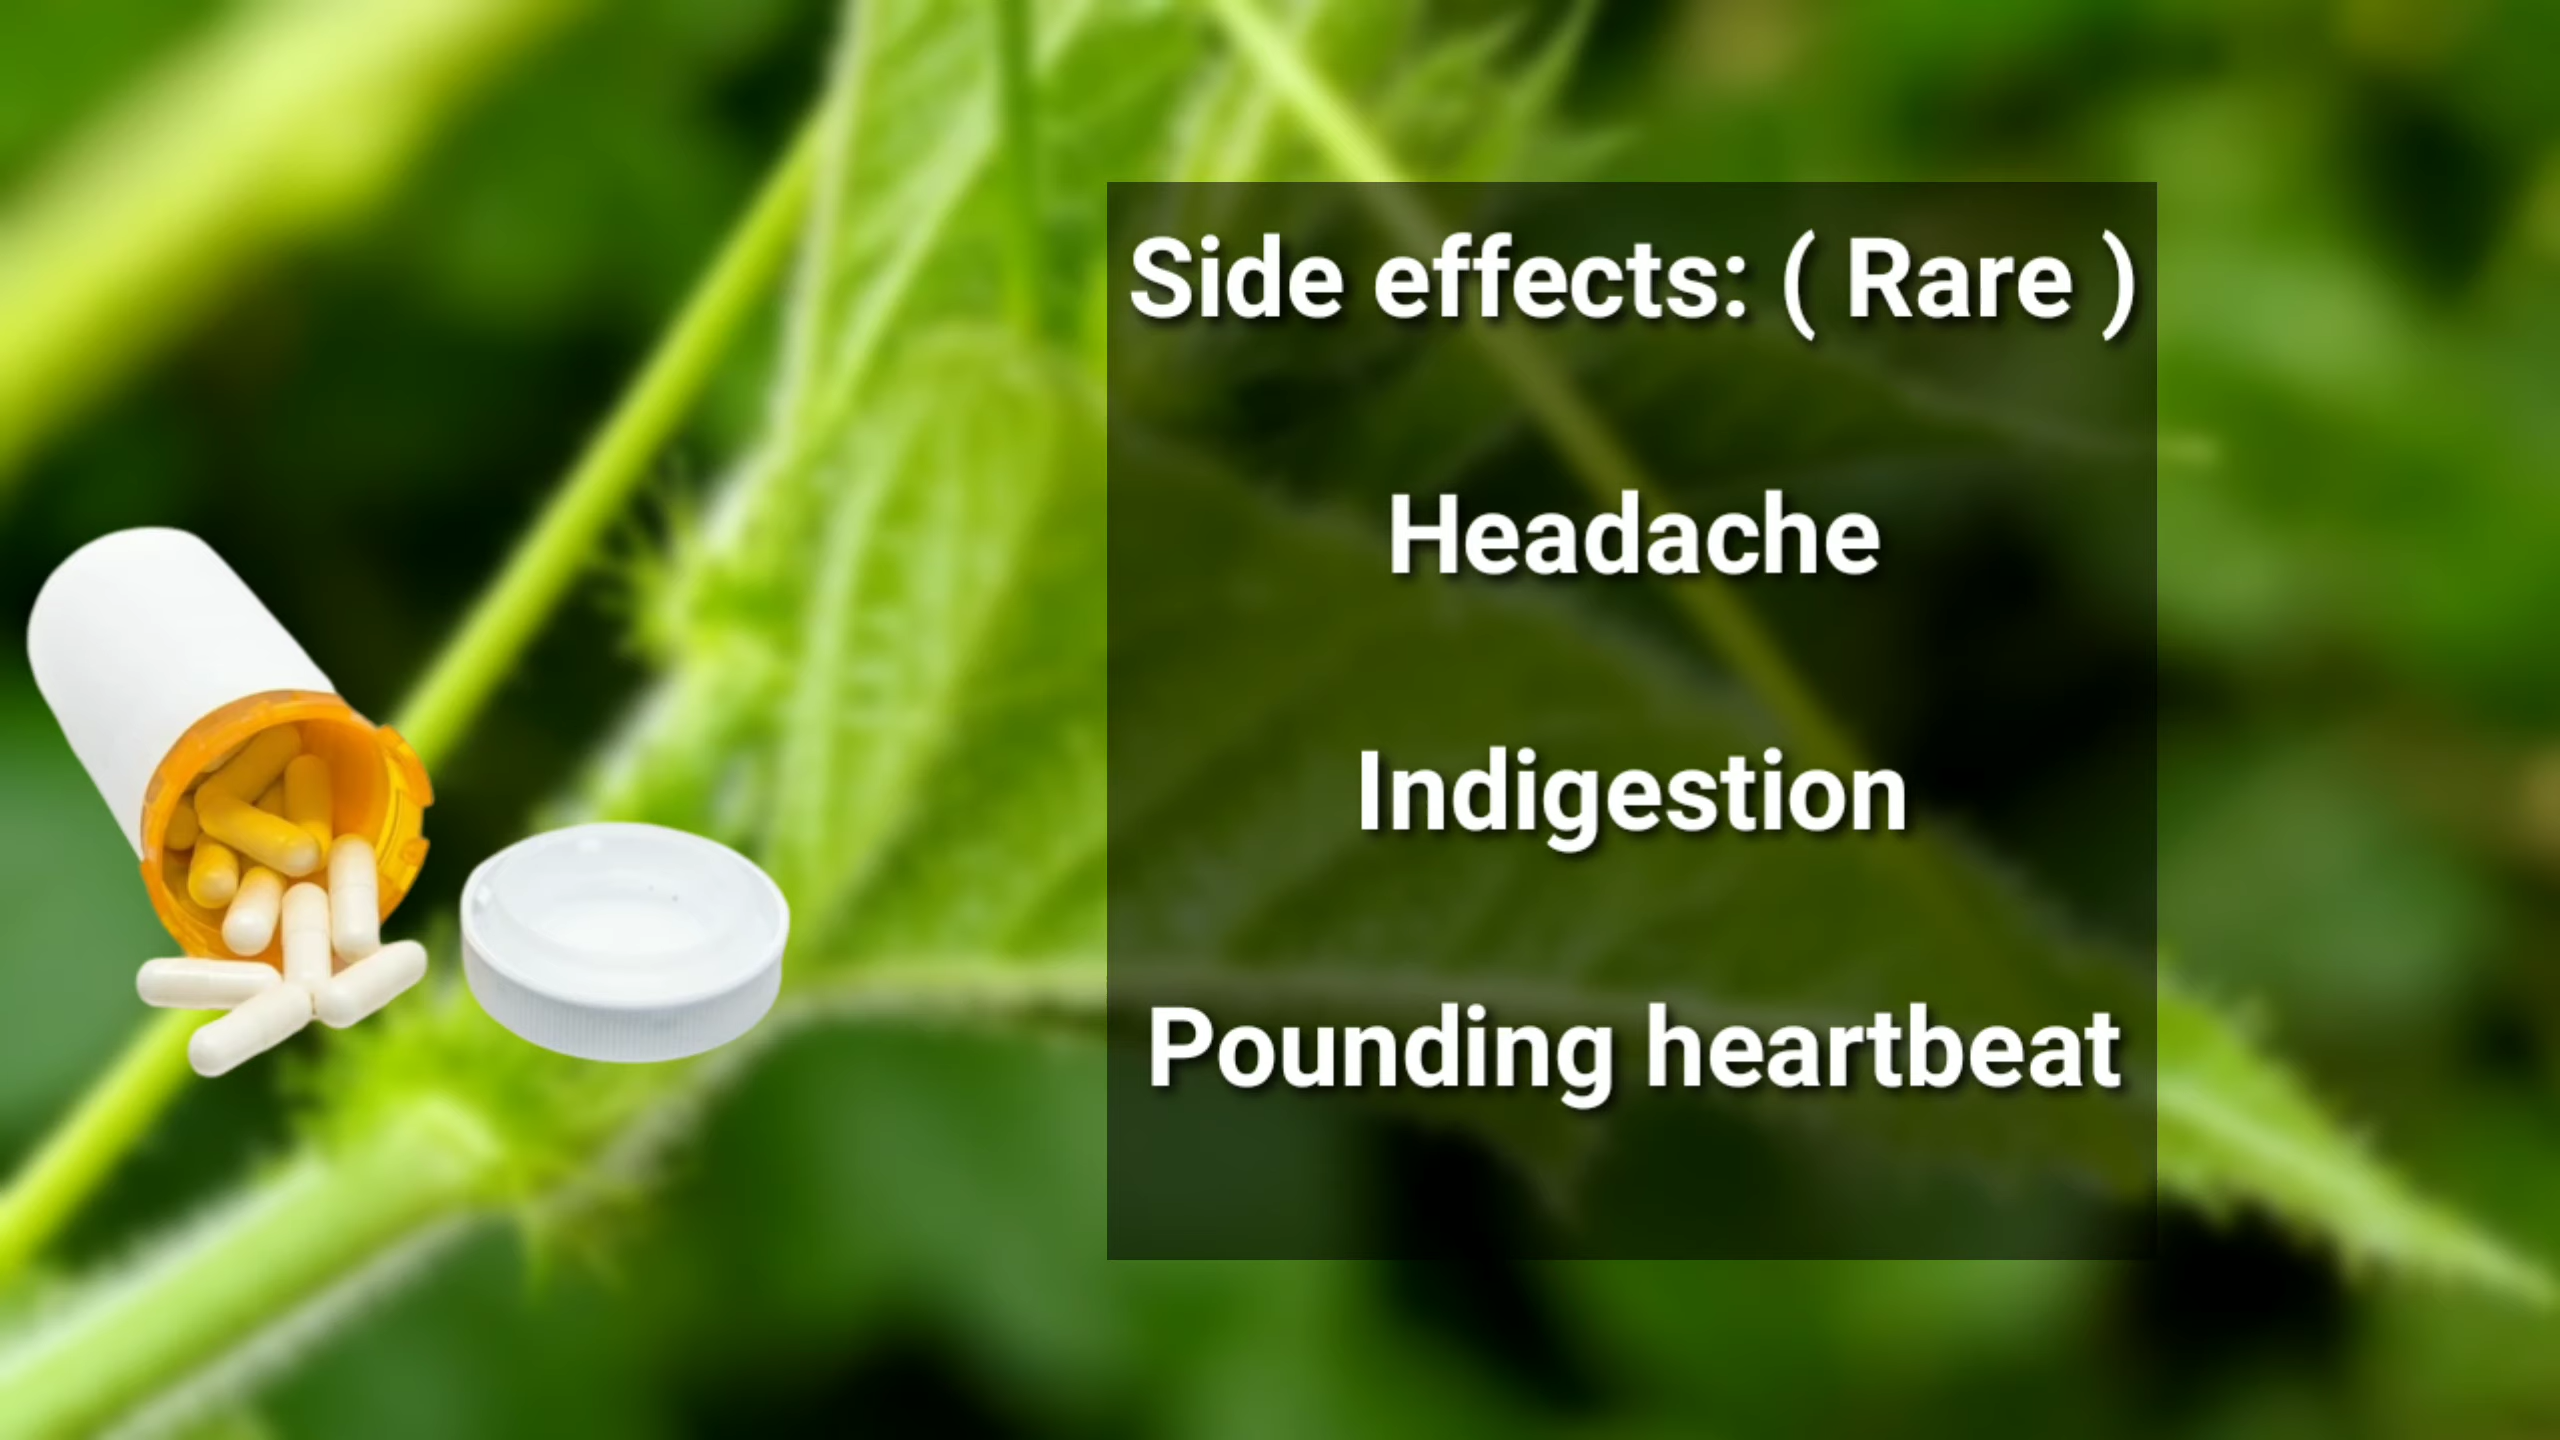 Side effects: ( Rare )
Headache
Indigestion
Pounding heartbeat